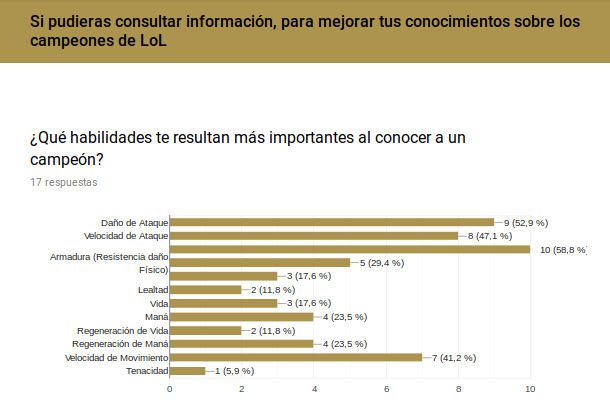 Si pudieras consultar información, para mejorar tus conocimientos sobre los
campeones de LoL
¿Qué habilidades te resultan más importantes al conocer a un
campeón?
17 respuestas
Daño de Ataque 9 (52,9 %)
Velocidad de Ataque 8 (47,1 %)
10 (58,8 %)
Armadura (Resistencia daño
Físico)
5 (29,4 %)
3 (17,6 %)
Lealtad 2 (11,8 %)
Vida 3 (17,6 %)
Maná 4 (23,5 %)
Regeneración de Vida 2 (11,8 %)
Regeneración de Maná 4 (23,5 %)
Velocidad de Movimiento 7 (41,2 %)
Tenacidad 1 (5,9 %)
0 2 4 6 8 10